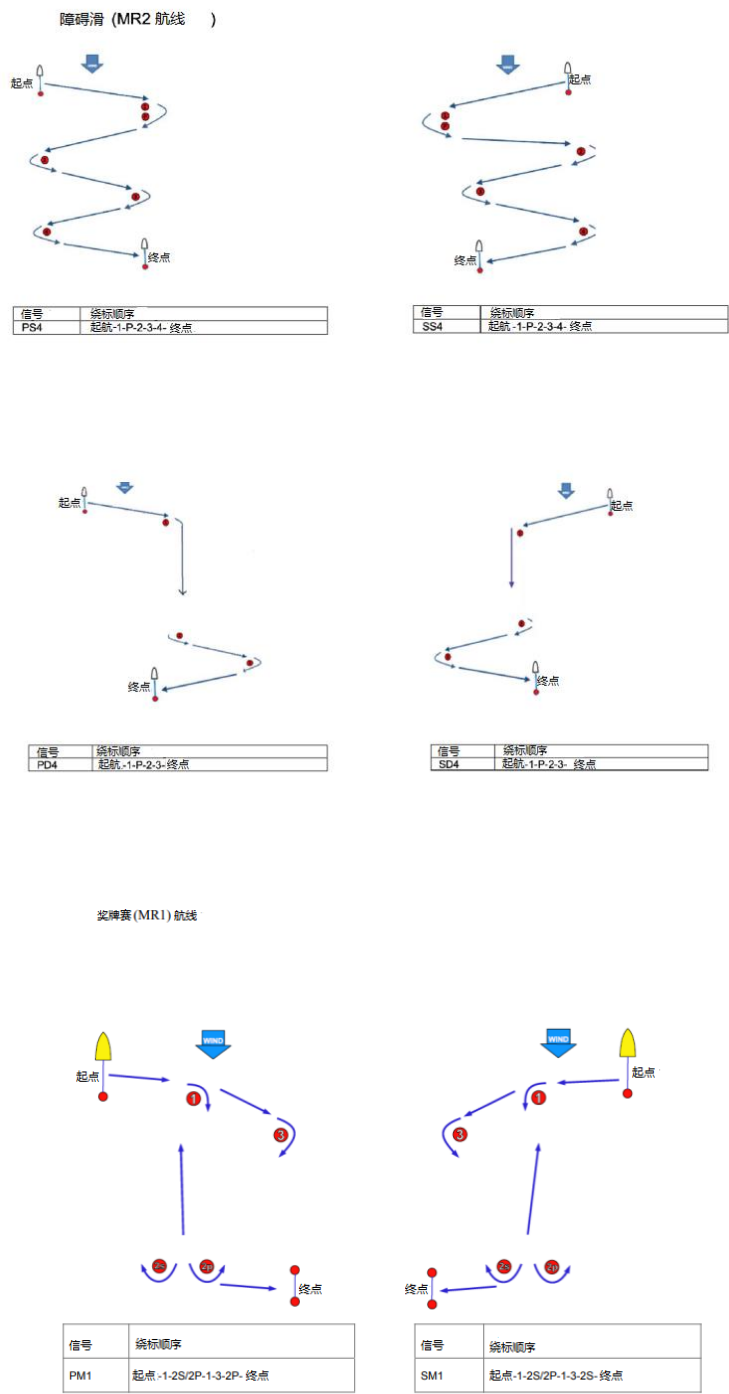 障碍滑 (MR2 航线 )
起点 起点
1 1
P P
终点 终点
信号 绕标顺序 信号 绕标顺序
PS4 起航-1-P-2-3-4- 终点 SS4 起航-1-P-2-3-4- 终点
起点 起点
终点 终点
信号 绕标顺序 信号 绕标顺序
PD4 起航.-1-P-2-3- 终点 SD4 起航-1-P-2-3- 终点
奖牌赛 (MR1) 航线
WIND WIND
起点 起点
1 1
3 3
2s 2p 2s 2p
终点 终点
信号 绕标顺序 信号 绕标顺序
PM1 起点-1-2S/2P-1-3-2P- 终点 SM1 起点-1-2S/2P-1-3-2S- 终点